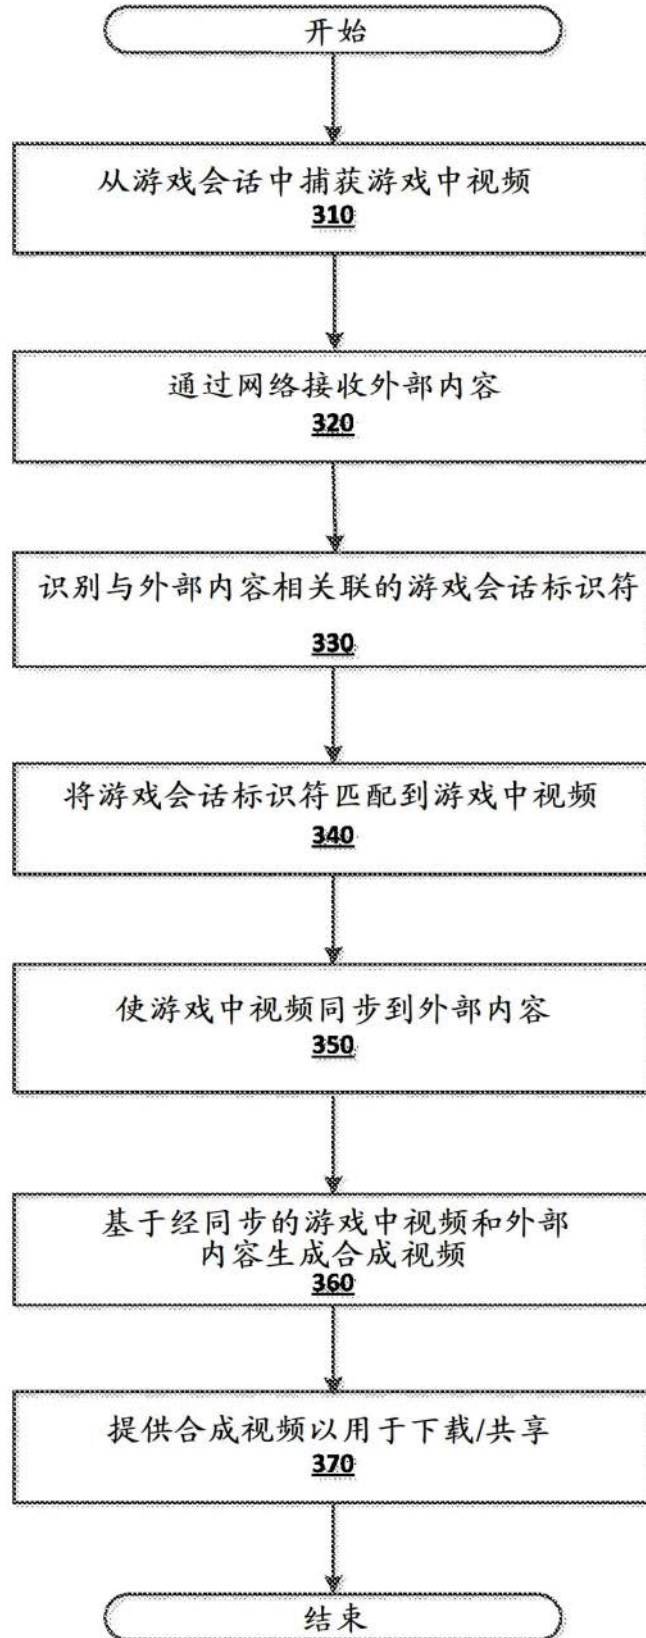 开始
从游戏会话中捕获游戏中视频
310
通过网络接收外部内容
320
识别与外部内容相关联的游戏会话标识符
330
将游戏会话标识符匹配到游戏中视频
340
使游戏中视频同步到外部内容
350
基于经同步的游戏中视频和外部
内容生成合成视频
360
提供合成视频以用于下载/共享
370
结束